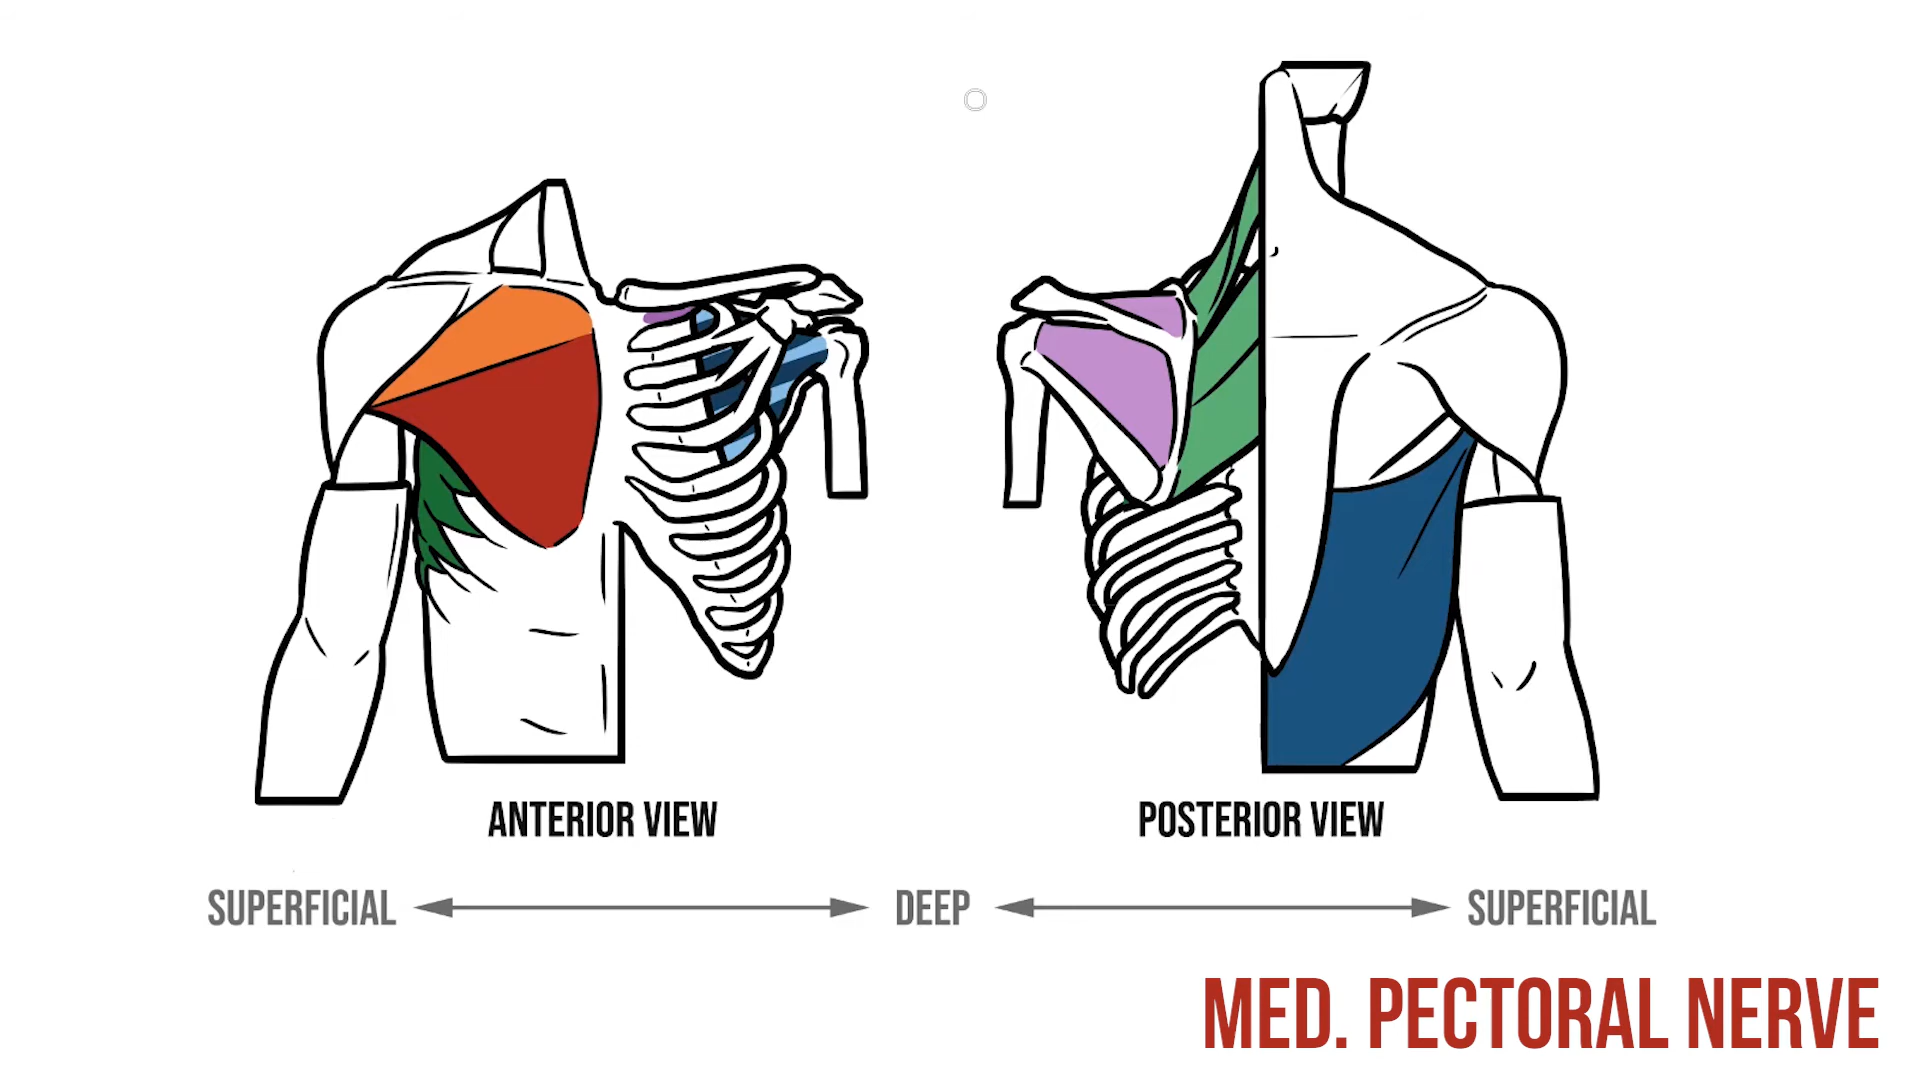 ANTERIOR VIEW
POSTERIOR VIEW
SUPERFICIAL
DEEP
SUPERFICIAL
MED. PECTORAL NERVE